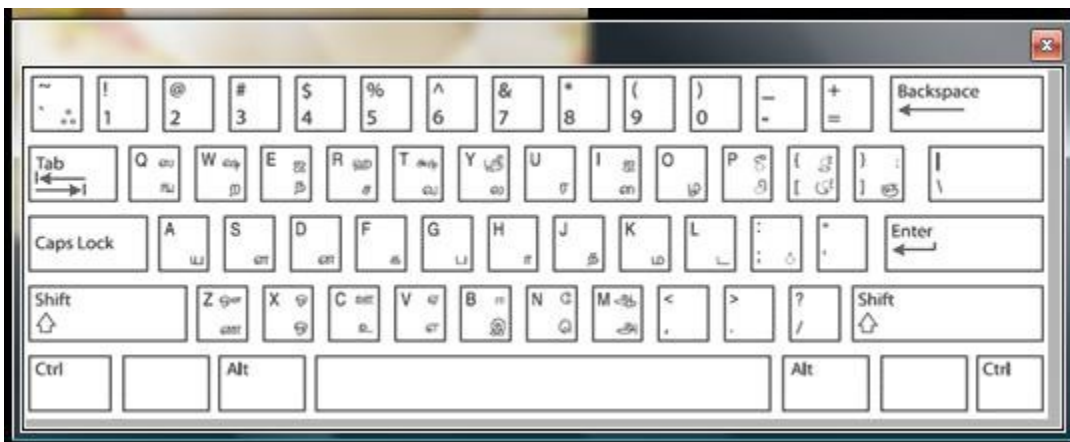 ~ ! @ # $ % ^ & * ( ) _ + Backspace
` ஃ 1 2 3 4 5 6 7 8 9 0 - =
Tab Q ஸ W ஷ E ஜ R ஹ T க்ஷ Y ஸ்ரீ U I ஐ O P ீ { } : |
ங ற ந ச வ ல ர ை ழ ி [ ] ஞ \
Caps Lock A S D F G H J K L : " Enter
ய ள ன க ப ா த ம ட ; ் '
Shift Z ஔ X ஓ C ஊ V ஏ B ஈ N ே M ஆ < > ? Shift
ண ஒ உ எ இ ெ அ , . /
Ctrl Alt Alt Ctrl